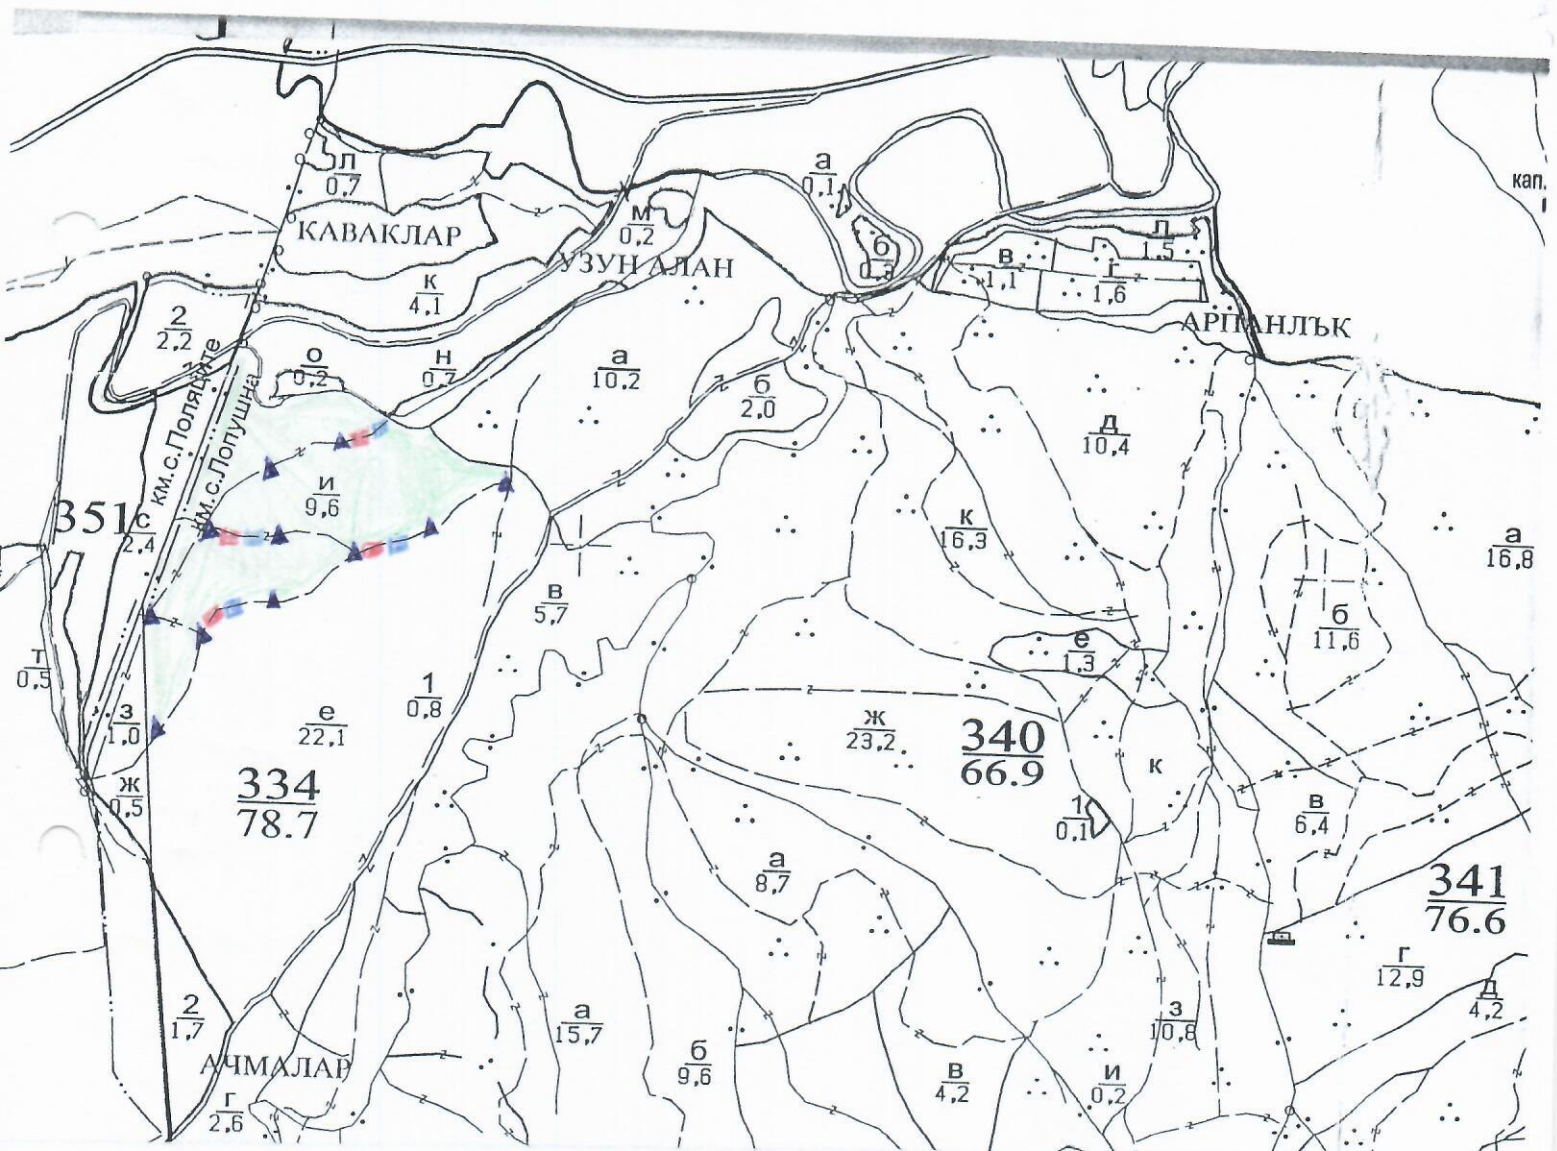 л
0,7
КАВАКЛАР
к
4,1
м
0,2
УЗУН АЛАН
а
0,1
б
0,3
в
1,1
г
1,6
1,5
кап.
АРПАНЛЪК
2
2,2
о
0,2
н
0,7
а
10,2
б
2,0
д
10,4
км.с.Поляците
км.с.Лопушна
и
9,6
351
с
2,4
к
16,3
а
16,8
в
5,7
б
11,6
е
1,3
т
0,5
з
1,0
ж
0,5
е
22,1
1
0,8
334
78.7
ж
23,2
340
66.9
к
1
0,1
в
6,4
а
8,7
341
76.6
г
12,9
д
4,2
2
1,7
АЧМАЛАР
г
2,6
а
15,7
б
9,6
в
4,2
и
0,2
з
10,8